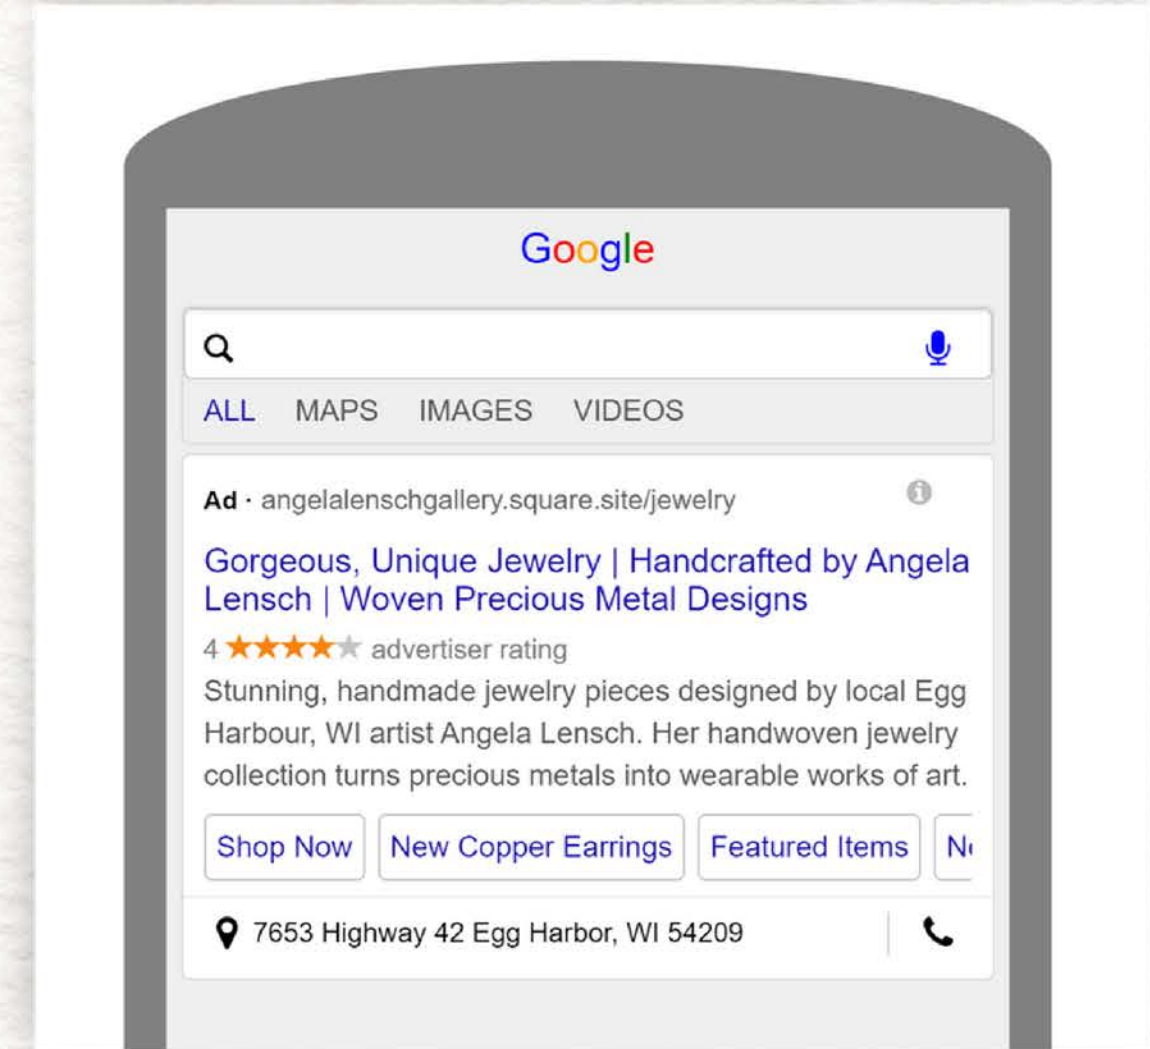 Google
ALL MAPS IMAGES VIDEOS
Ad · angelalenschgallery.square.site/jewelry
Gorgeous, Unique Jewelry | Handcrafted by Angela
Lensch | Woven Precious Metal Designs
4 advertiser rating
Stunning, handmade jewelry pieces designed by local Egg
Harbour, WI artist Angela Lensch. Her handwoven jewelry
collection turns precious metals into wearable works of art.
Shop Now New Copper Earrings Featured Items
7653 Highway 42 Egg Harbor, WI 54209